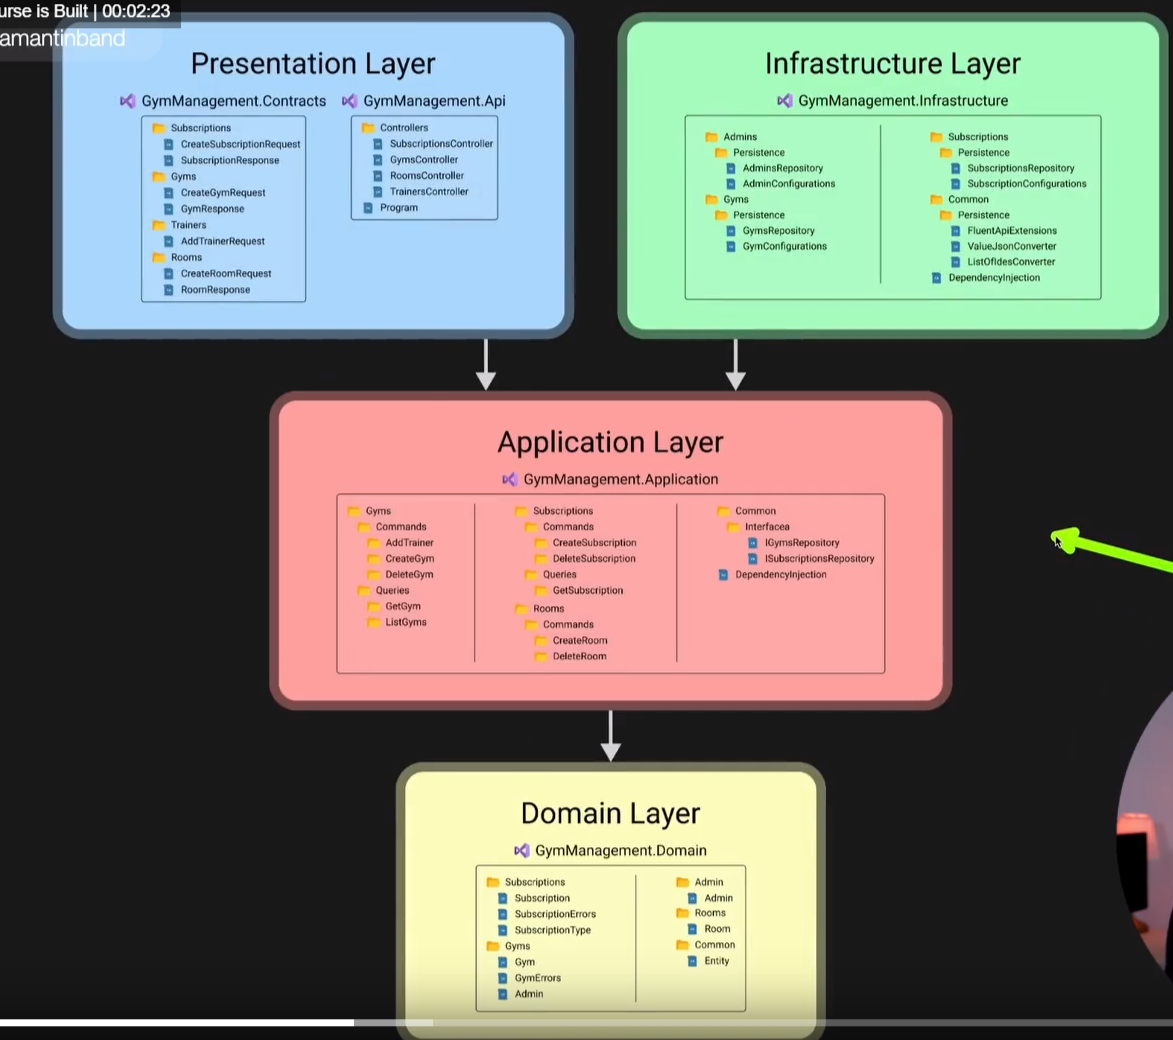 urse is Built | 00:02:23
amantinband
Presentation Layer
GymManagement.Contracts
Subscriptions
CreateSubscriptionRequest
SubscriptionResponse
Gyms
CreateGymRequest
GymResponse
Trainers
AddTrainerRequest
Rooms
CreateRoomRequest
RoomResponse
GymManagement.Api
Controllers
SubscriptionsController
GymsController
RoomsController
TrainersController
Program
Infrastructure Layer
GymManagement.Infrastructure
Admins
Persistence
AdminsRepository
AdminConfigurations
Gyms
Persistence
GymsRepository
GymConfigurations
Subscriptions
Persistence
SubscriptionsRepository
SubscriptionConfigurations
Common
Persistence
FluentApiExtensions
ValueJsonConverter
ListOfIdesConverter
DependencyInjection
Application Layer
GymManagement.Application
Gyms
Commands
AddTrainer
CreateGym
DeleteGym
Queries
GetGym
ListGyms
Subscriptions
Commands
CreateSubscription
DeleteSubscription
Queries
GetSubscription
Rooms
Commands
CreateRoom
DeleteRoom
Common
Interfacea
IGymsRepository
ISubscriptionsRepository
DependencyInjection
Domain Layer
GymManagement.Domain
Subscriptions
Subscription
SubscriptionErrors
SubscriptionType
Gyms
Gym
GymErrors
Admin
Admin
Admin
Rooms
Room
Common
Entity